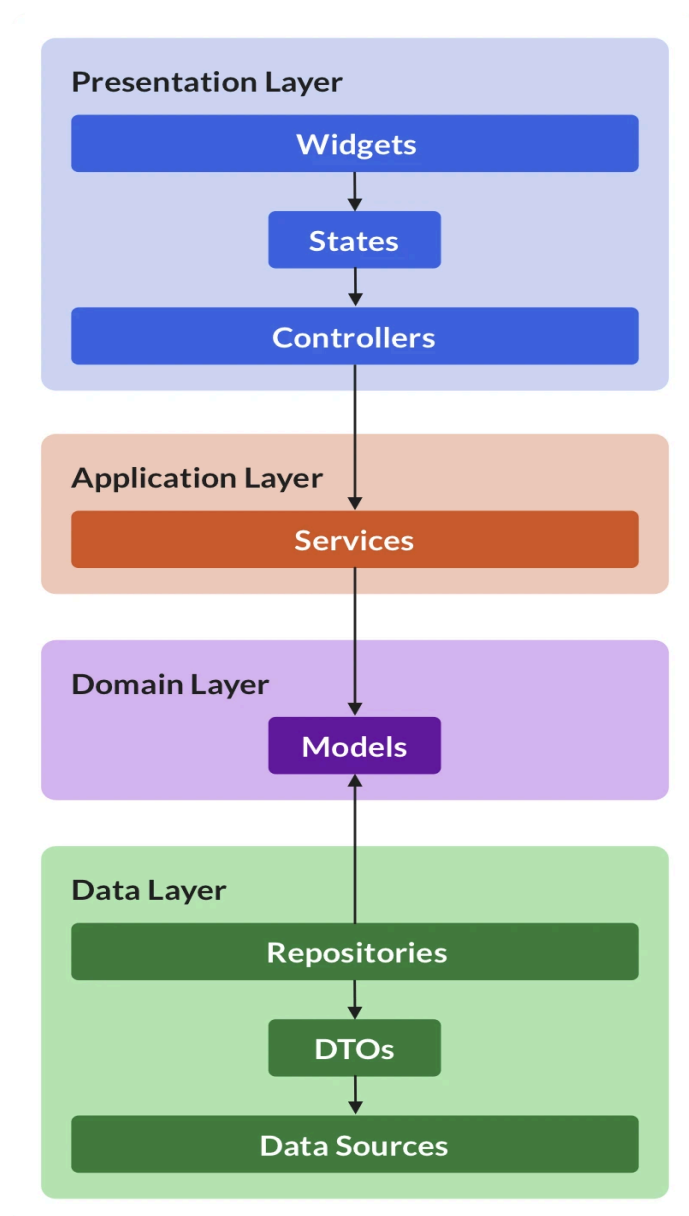 Presentation Layer
Widgets
States
Controllers
Application Layer
Services
Domain Layer
Models
Data Layer
Repositories
DTOs
Data Sources